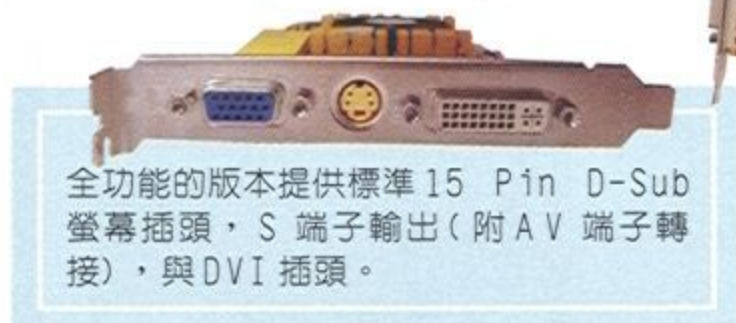 全功能的版本提供標準15 Pin D-Sub
螢幕插頭，S 端子輸出(附AV 端子轉
接)，與DVI 插頭。